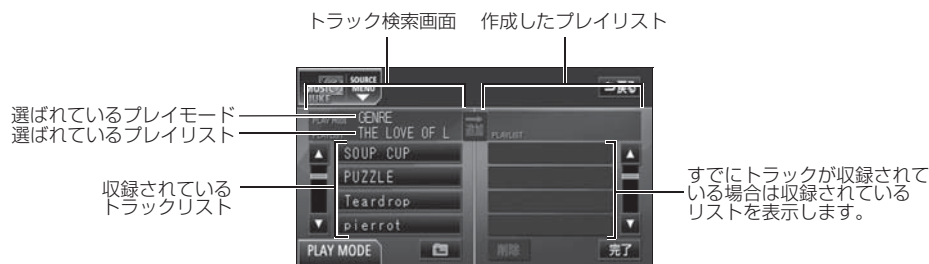 トラック検索画面
作成したプレイリスト
SOURCE
MENU
戻る
選ばれているプレイモード
GENRE
選ばれているプレイリスト
THE LOVE OF L
追加
PLAYLIST
SOUP CUP
PUZZLE
Teardrop
pierrot
収録されている
トラックリスト
すでにトラックが収録されて
いる場合は収録されている
リストを表示します。
PLAY MODE
削除
完了